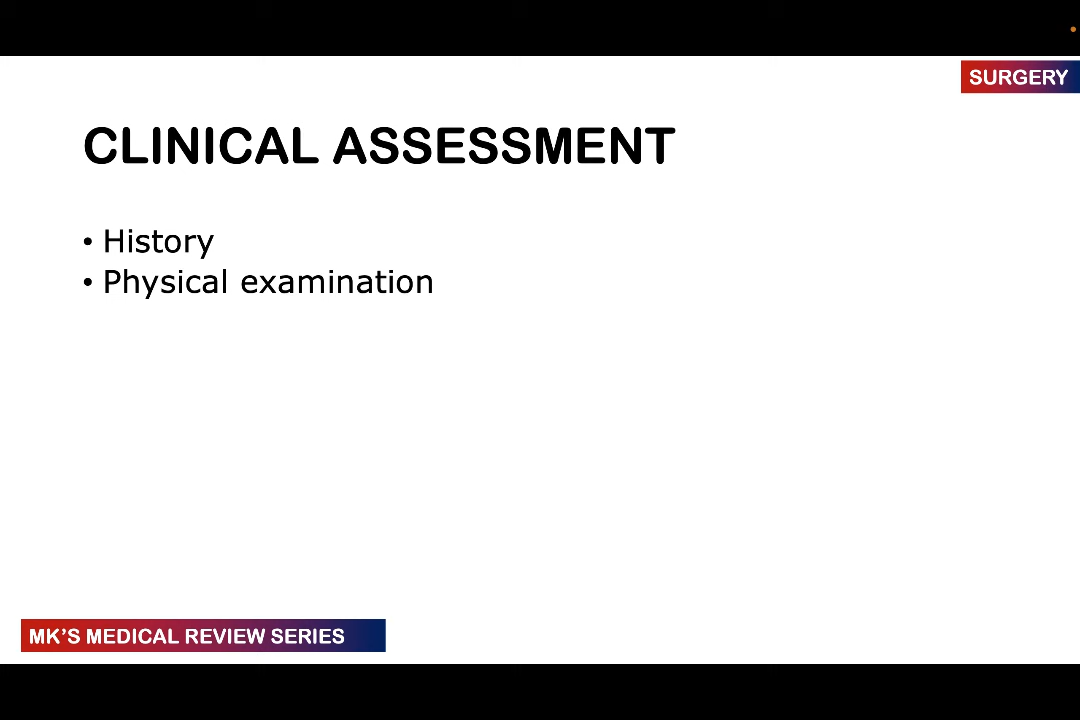 SURGERY
CLINICAL ASSESSMENT
• History
• Physical examination
MK'S MEDICAL REVIEW SERIES